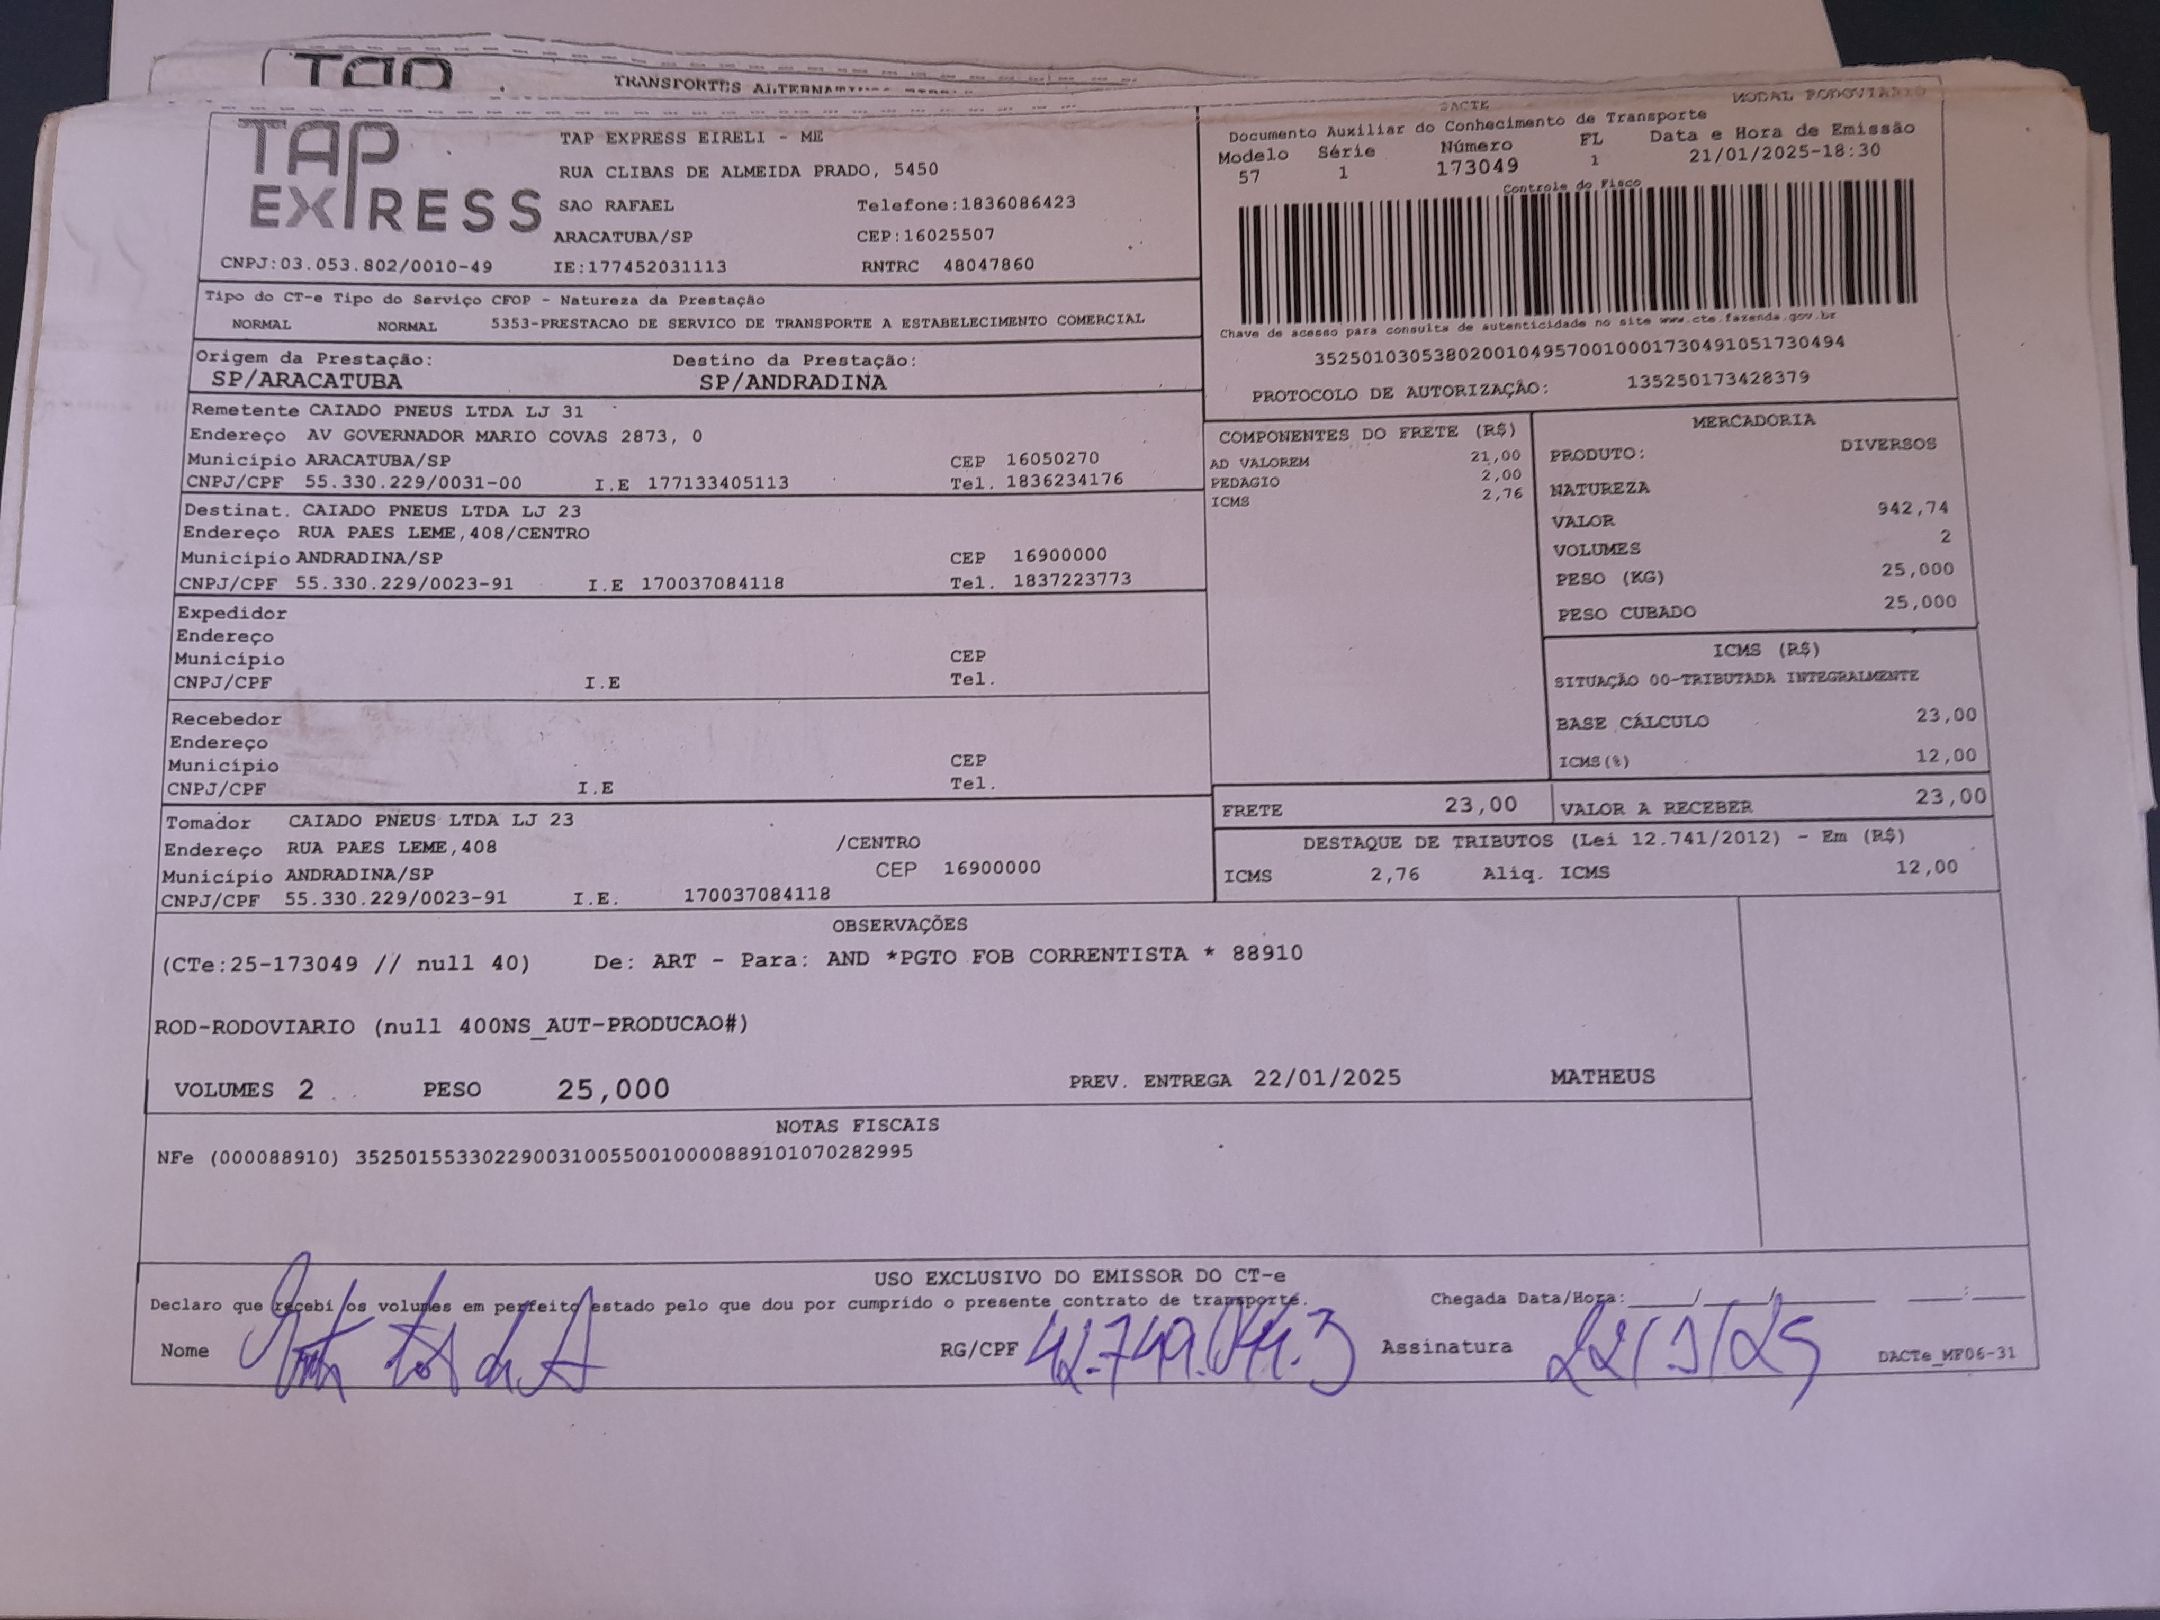 TAP
TRANSPORTES
MODAL RODOVIARIO
DACTE
TAP EXPRESS
TAP EXPRESS EIRELI - ME
RUA CLIBAS DE ALMEIDA PRADO, 5450
SAO RAFAEL Telefone:1836086423
ARACATUBA/SP CEP:16025507
CNPJ:03.053.802/0010-49 IE:177452031113 RNTRC 48047860
Documento Auxiliar do Conhecimento de Transporte
Modelo Série Número FL Data e Hora de Emissão
57 1 173049 1 21/01/2025-18:30
Controle do Fisco
Chave de acesso para consulta de autenticidade no site www.cte.fazenda.gov.br
35250103053802001049570010001730491051730494
PROTOCOLO DE AUTORIZAÇÃO: 135250173428379
Tipo do CT-e Tipo do Serviço CFOP - Natureza da Prestação
NORMAL NORMAL 5353-PRESTACAO DE SERVICO DE TRANSPORTE A ESTABELECIMENTO COMERCIAL
Origem da Prestação: Destino da Prestação:
SP/ARACATUBA SP/ANDRADINA
Remetente CAIADO PNEUS LTDA LJ 31
Endereço AV GOVERNADOR MARIO COVAS 2873, 0
Município ARACATUBA/SP CEP 16050270
CNPJ/CPF 55.330.229/0031-00 I.E 177133405113 Tel. 1836234176
Destinat. CAIADO PNEUS LTDA LJ 23
Endereço RUA PAES LEME,408/CENTRO
Município ANDRADINA/SP CEP 16900000
CNPJ/CPF 55.330.229/0023-91 I.E 170037084118 Tel. 1837223773
Expedidor
Endereço
Município CEP
CNPJ/CPF I.E Tel.
Recebedor
Endereço
Município CEP
CNPJ/CPF I.E Tel.
Tomador CAIADO PNEUS LTDA LJ 23
Endereço RUA PAES LEME,408 /CENTRO
Município ANDRADINA/SP CEP 16900000
CNPJ/CPF 55.330.229/0023-91 I.E. 170037084118
COMPONENTES DO FRETE (R$)
AD VALOREM 21,00
PEDAGIO 2,00
ICMS 2,76
MERCADORIA
PRODUTO: DIVERSOS
NATUREZA
VALOR 942,74
VOLUMES 2
PESO (KG) 25,000
PESO CUBADO 25,000
ICMS (R$)
SITUAÇÃO 00-TRIBUTADA INTEGRALMENTE
BASE CÁLCULO 23,00
ICMS(%) 12,00
FRETE 23,00 VALOR A RECEBER 23,00
DESTAQUE DE TRIBUTOS (Lei 12.741/2012) - Em (R$)
ICMS 2,76 Aliq. ICMS 12,00
OBSERVAÇÕES
(CTe:25-173049 // null 40) De: ART - Para: AND *PGTO FOB CORRENTISTA * 88910
ROD-RODOVIARIO (null 400NS_AUT-PRODUCAO#)
VOLUMES 2 PESO 25,000 PREV. ENTREGA 22/01/2025 MATHEUS
NOTAS FISCAIS
NFe (000088910) 35250155330229003100550010000889101070282995
USO EXCLUSIVO DO EMISSOR DO CT-e
Declaro que recebi os volumes em perfeito estado pelo que dou por cumprido o presente contrato de transporte. Chegada Data/Hora:___/___/_____ __:__
Nome RG/CPF Assinatura 22/1/25 DACTe_MF06-31